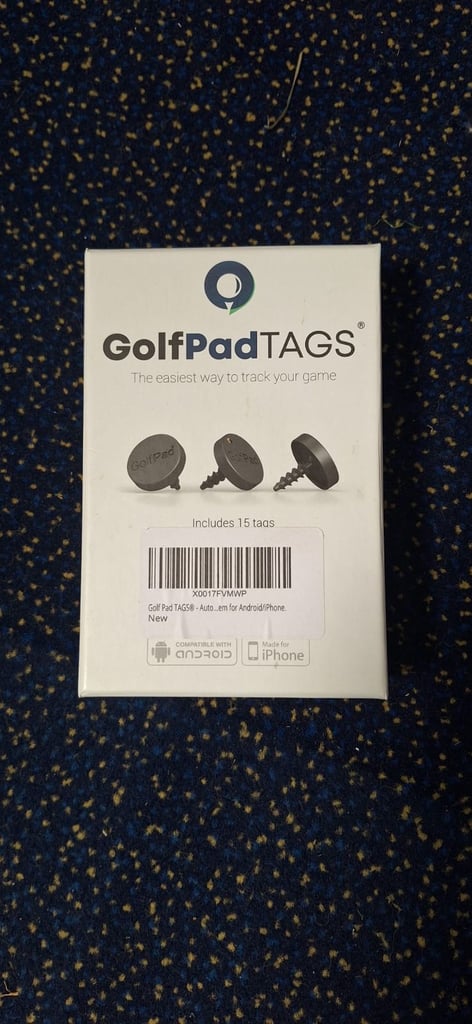 GolfPadTAGS®
The easiest way to track your game
GolfPad
GolfPad
Includes 15 tags
X0017FVMWP
Golf Pad TAGS® - Auto...em for Android/iPhone.
New
COMPATIBLE WITH
ANDROID
Made for
iPhone